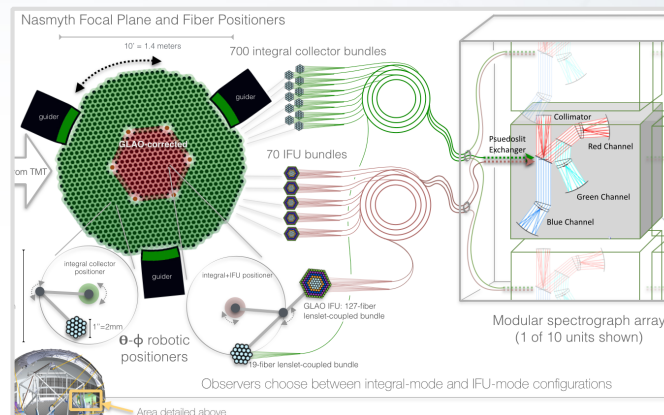 Nasmyth Focal Plane and Fiber Positioners
10' = 1.4 meters
700 integral collector bundles
guider
guider
GLAO-corrected
from TMT
70 IFU bundles
Collimator
Psuedoslit
Exchanger
Red Channel
Green Channel
Blue Channel
guider
integral collector
positioner
integral+IFU positioner
1"=2mm
GLAO IFU: 127-fiber
lenslet-coupled bundle
Θ-ϕ robotic
positioners
19-fiber lenslet-coupled bundle
Modular spectrograph array
(1 of 10 units shown)
Observers choose between integral-mode and IFU-mode configurations
Area detailed above